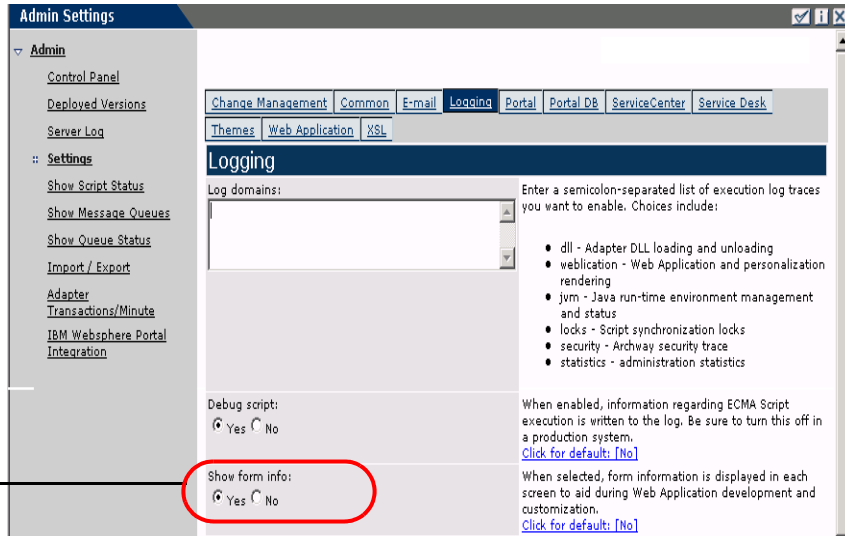 Admin Settings
Admin
Control Panel
Deployed Versions
Server Log
Settings
Show Script Status
Show Message Queues
Show Queue Status
Import / Export
Adapter
Transactions/Minute
IBM Websphere Portal
Integration
Change Management Common E-mail Logging Portal Portal DB ServiceCenter Service Desk
Themes Web Application XSL
Logging
Log domains:
Enter a semicolon-separated list of execution log traces
you want to enable. Choices include:
• dll - Adapter DLL loading and unloading
• weblication - Web Application and personalization
rendering
• jvm - Java run-time environment management
and status
• locks - Script synchronization locks
• security - Archway security trace
• statistics - administration statistics
Debug script:
Yes No
When enabled, information regarding ECMA Script
execution is written to the log. Be sure to turn this off in
a production system.
Click for default: [No]
Show form info:
Yes No
When selected, form information is displayed in each
screen to aid during Web Application development and
customization.
Click for default: [No]